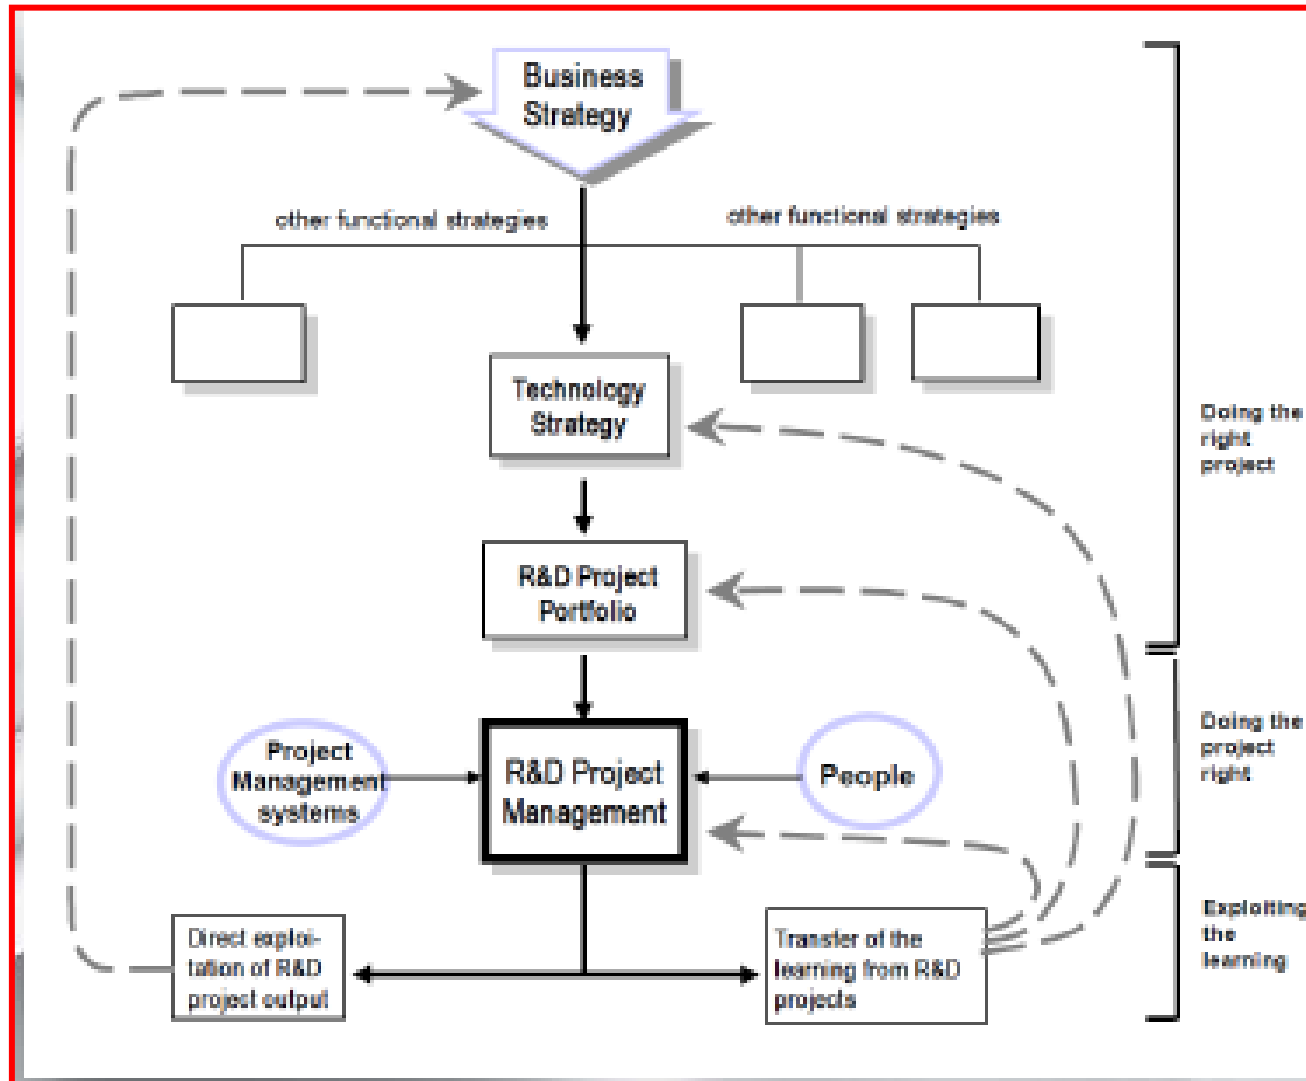 Business
Strategy
other functional strategies
other functional strategies
Technology
Strategy
Doing the
right
project
R&D Project
Portfolio
Project
Management
systems
R&D Project
Management
People
Doing the
project
right
Direct exploi-
tation of R&D
project output
Transfer of the
learning from R&D
projects
Exploiting
the
learning